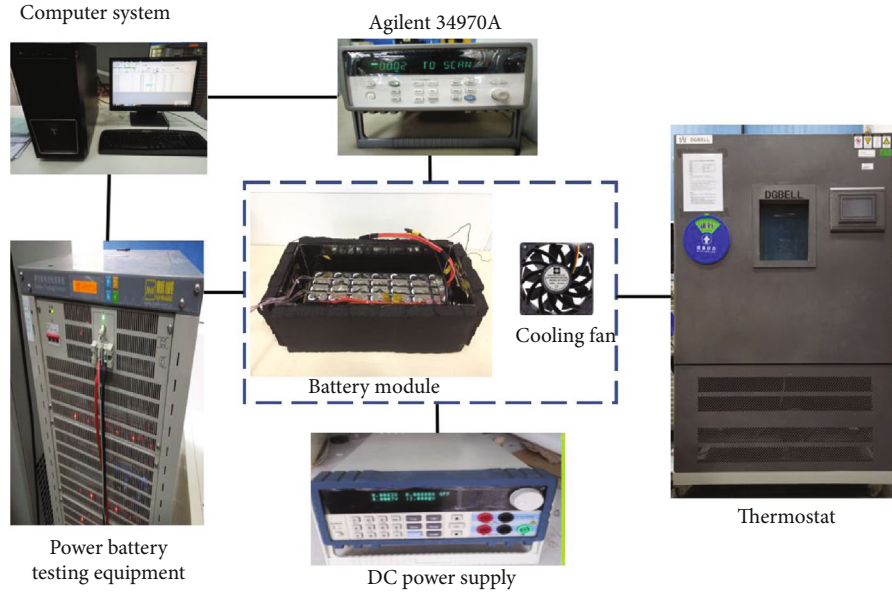 Computer system
Agilent 34970A
TO SCAN
DGBELL
DGBELL
Battery module
Cooling fan
Power battery
testing equipment
DC power supply
Thermostat